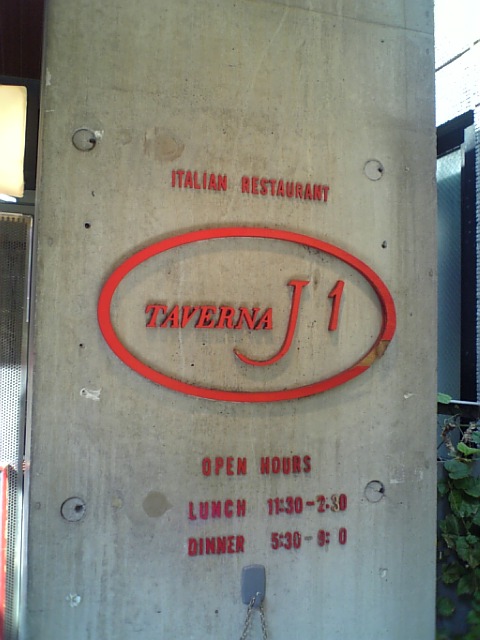 ITALIAN RESTAURANT
TAVERNA J 1
OPEN HOURS
LUNCH 11:30-2:30
DINNER 5:30-